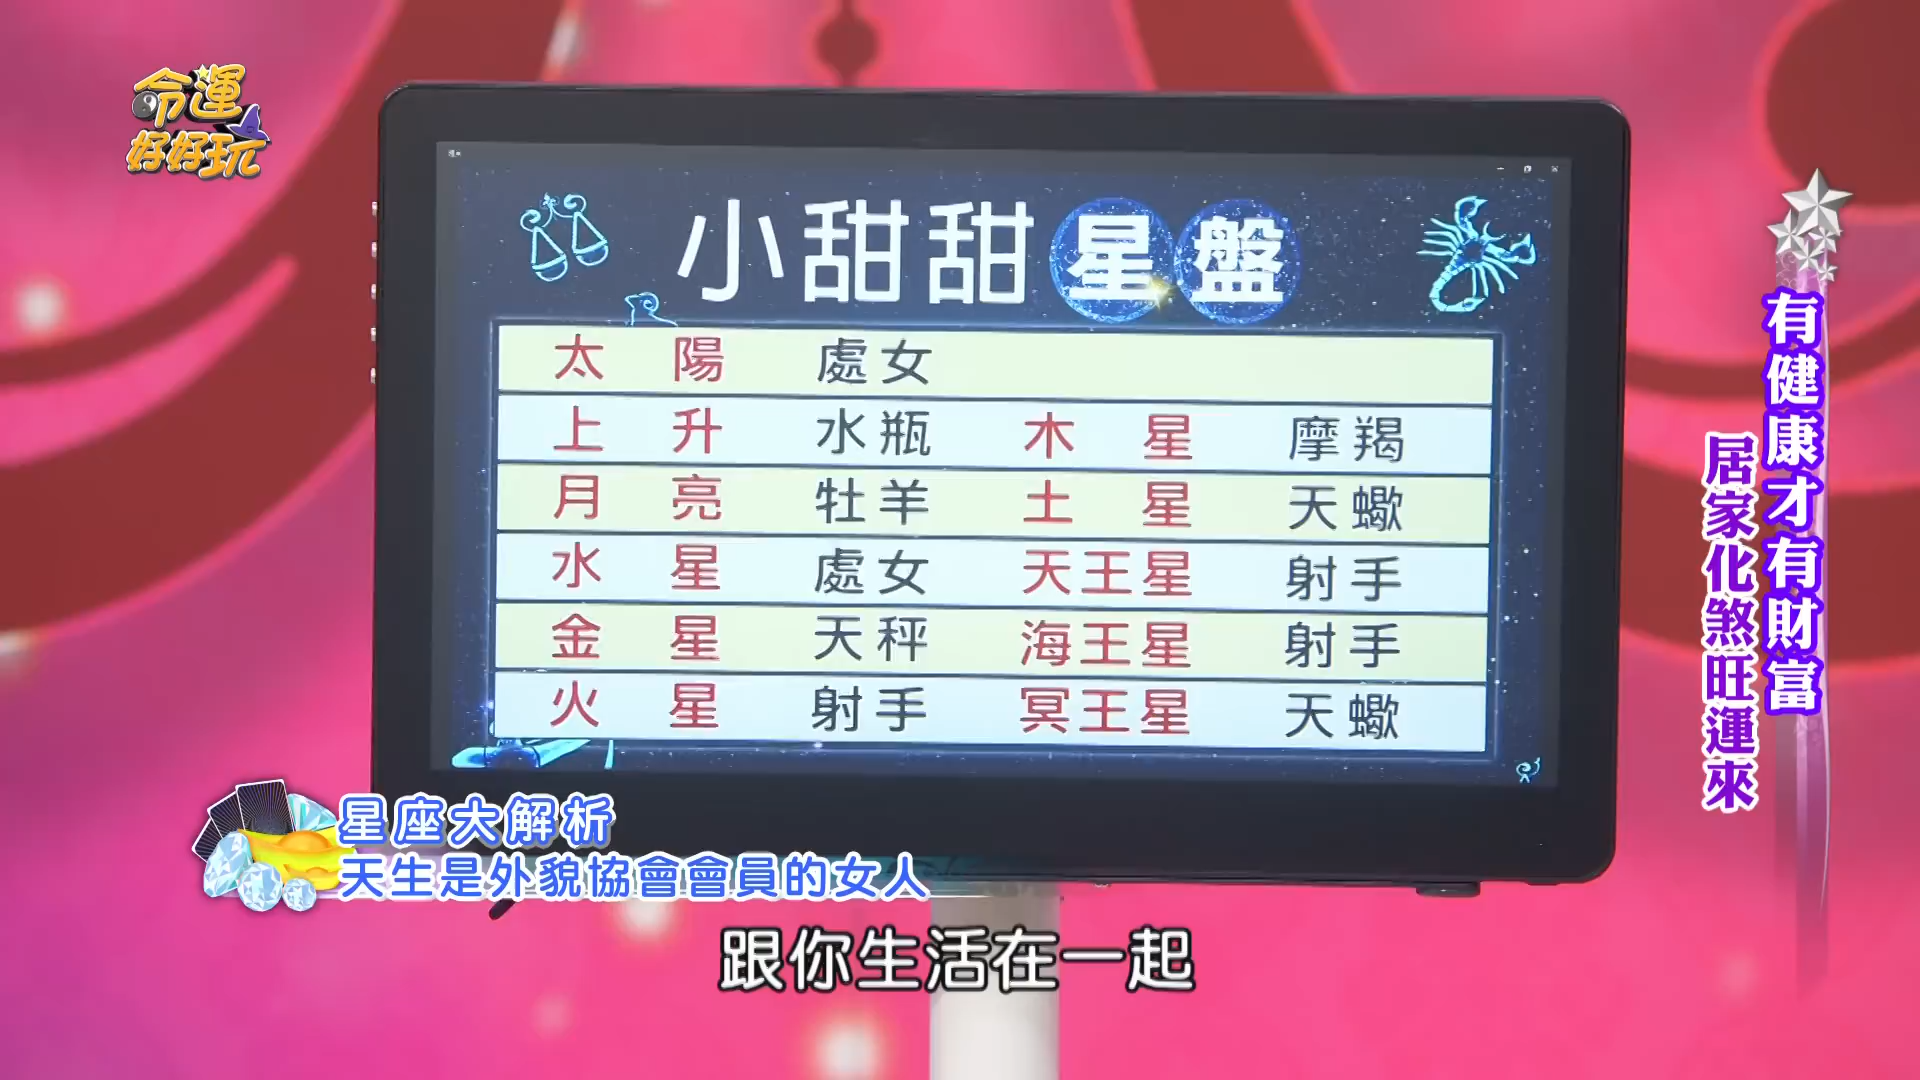 命運
好好玩
小甜甜星盤
太陽 處女
上升 水瓶 木星 摩羯
月亮 牡羊 土星 天蠍
水星 處女 天王星 射手
金星 天秤 海王星 射手
火星 射手 冥王星 天蠍
有健康才有財富
居家化煞旺運來
星座大解析
天生是外貌協會會員的女人
跟你生活在一起